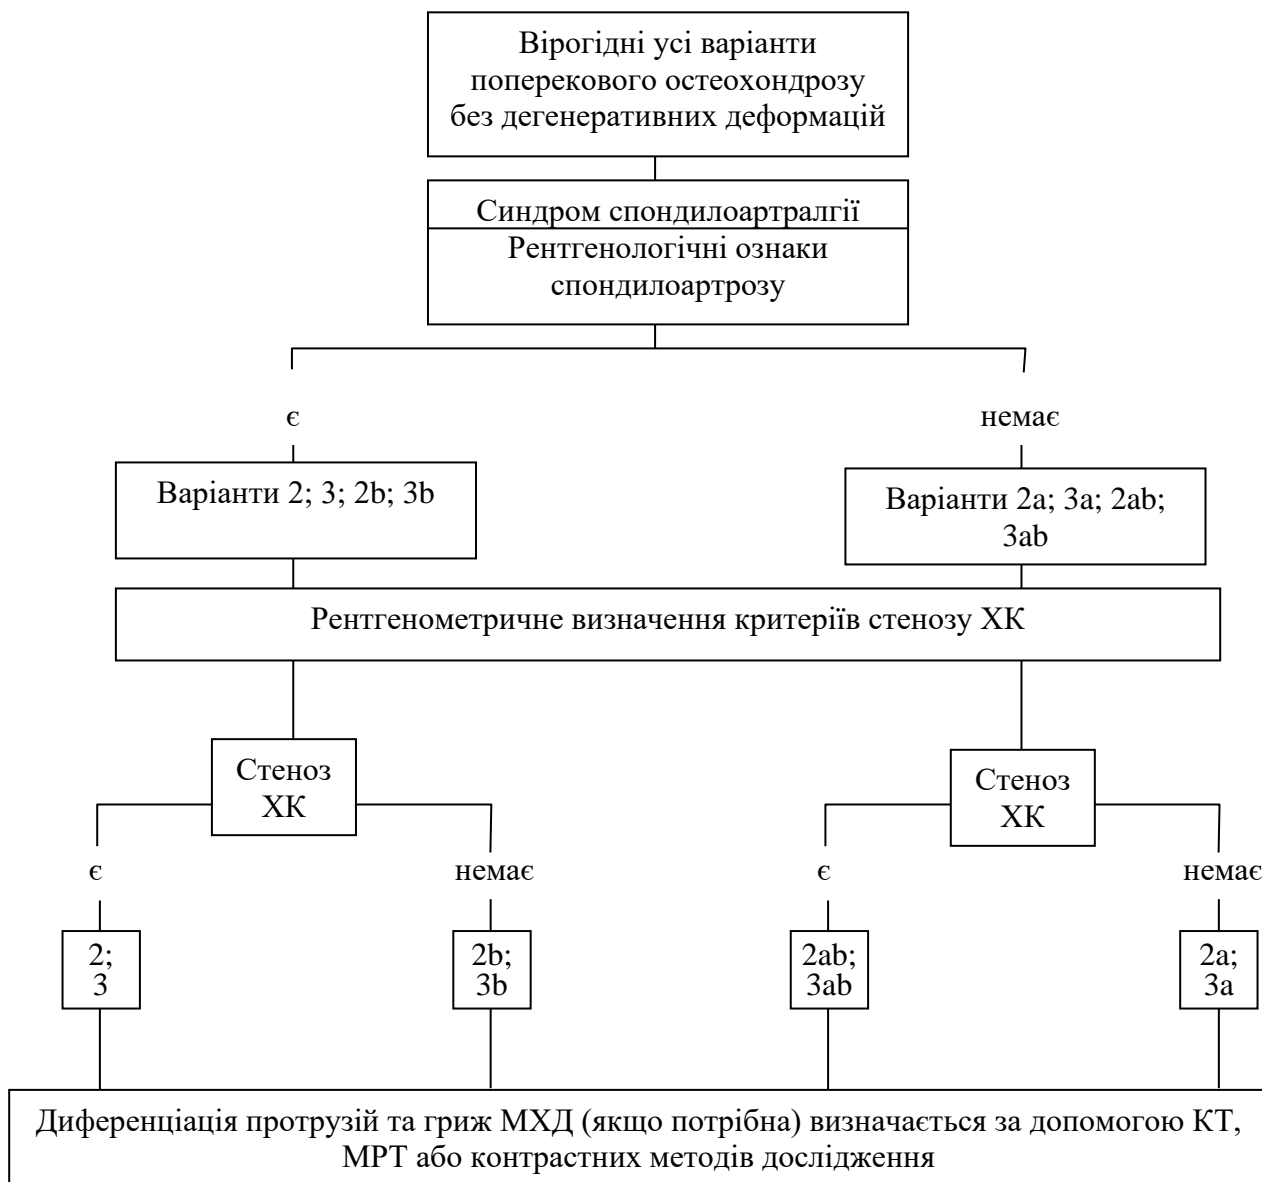 Вірогідні усі варіанти
поперекового остеохондрозу
без дегенеративних деформацій
Синдром спондилоартралгії
Рентгенологічні ознаки
спондилоартрозу
є
немає
Варіанти 2; 3; 2b; 3b
Варіанти 2a; 3a; 2ab;
3ab
Рентгенометричне визначення критеріїв стенозу ХК
Стеноз
ХК
Стеноз
ХК
є
немає
є
немає
2;
3
2b;
3b
2ab;
3ab
2a;
3a
Диференціація протрузій та гриж МХД (якщо потрібна) визначається за допомогою КТ,
МРТ або контрастних методів дослідження